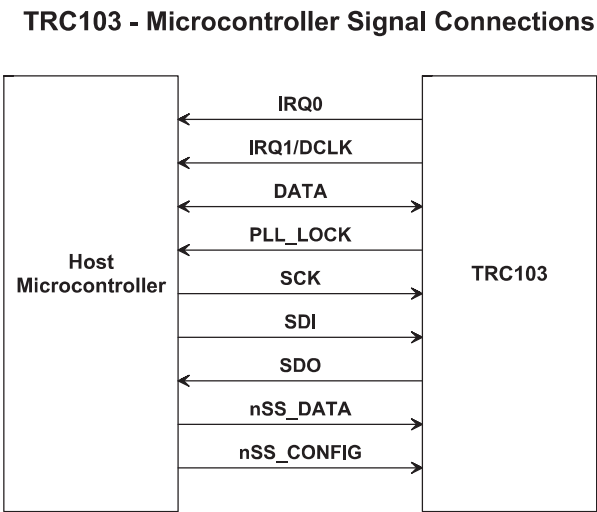 TRC103 - Microcontroller Signal Connections
IRQ0
IRQ1/DCLK
DATA
PLL_LOCK
Host
Microcontroller
SCK
TRC103
SDI
SDO
nSS_DATA
nSS_CONFIG